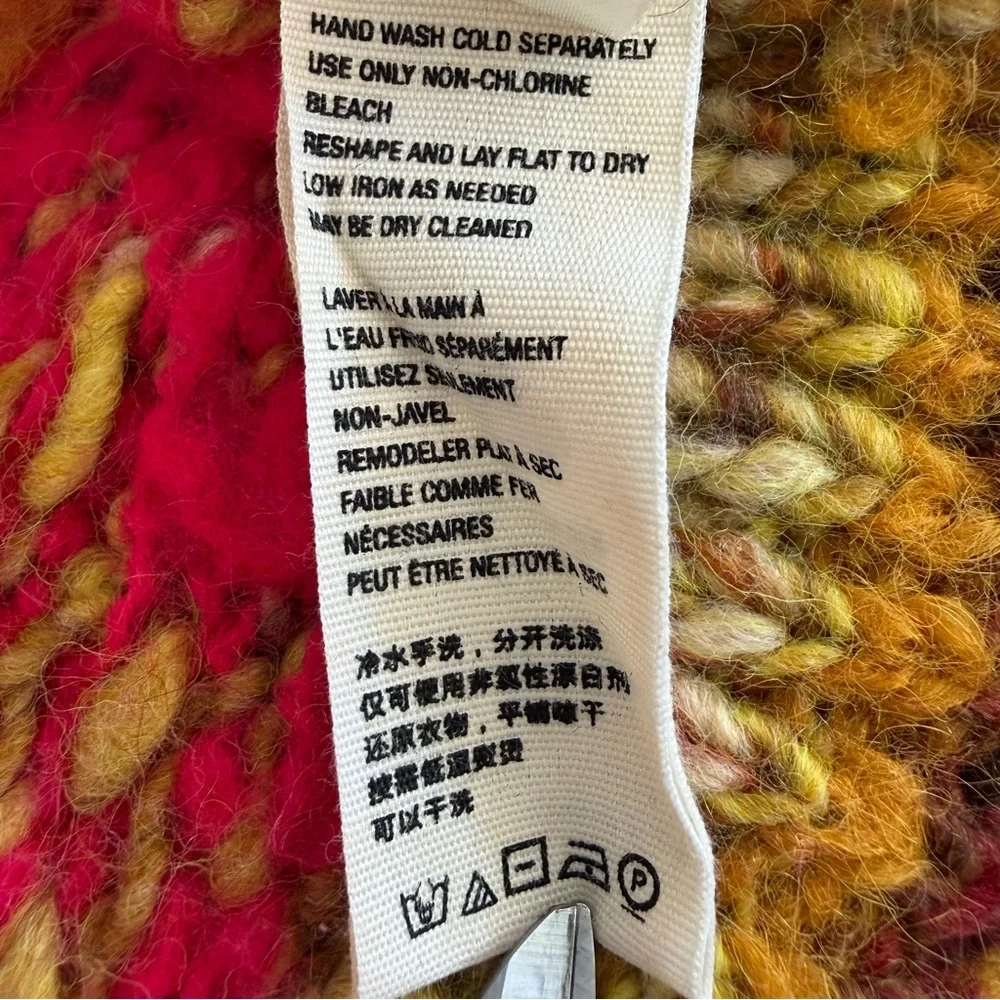 HAND WASH COLD SEPARATELY
USE ONLY NON-CHLORINE
BLEACH
RESHAPE AND LAY FLAT TO DRY
LOW IRON AS NEEDED
MAY BE DRY CLEANED
LAVER À LA MAIN À
L'EAU FROID SÉPARÉMENT
UTILISEZ SEULEMENT
NON-JAVEL
REMODELER PLAT À SEC
FAIBLE COMME FER
NÉCESSAIRES
PEUT ÊTRE NETTOYÉ À SEC
冷水手洗，分开洗涤
仅可使用非氯性漂白剂
还原衣物，平铺晾干
按需低温熨烫
可以干洗
P